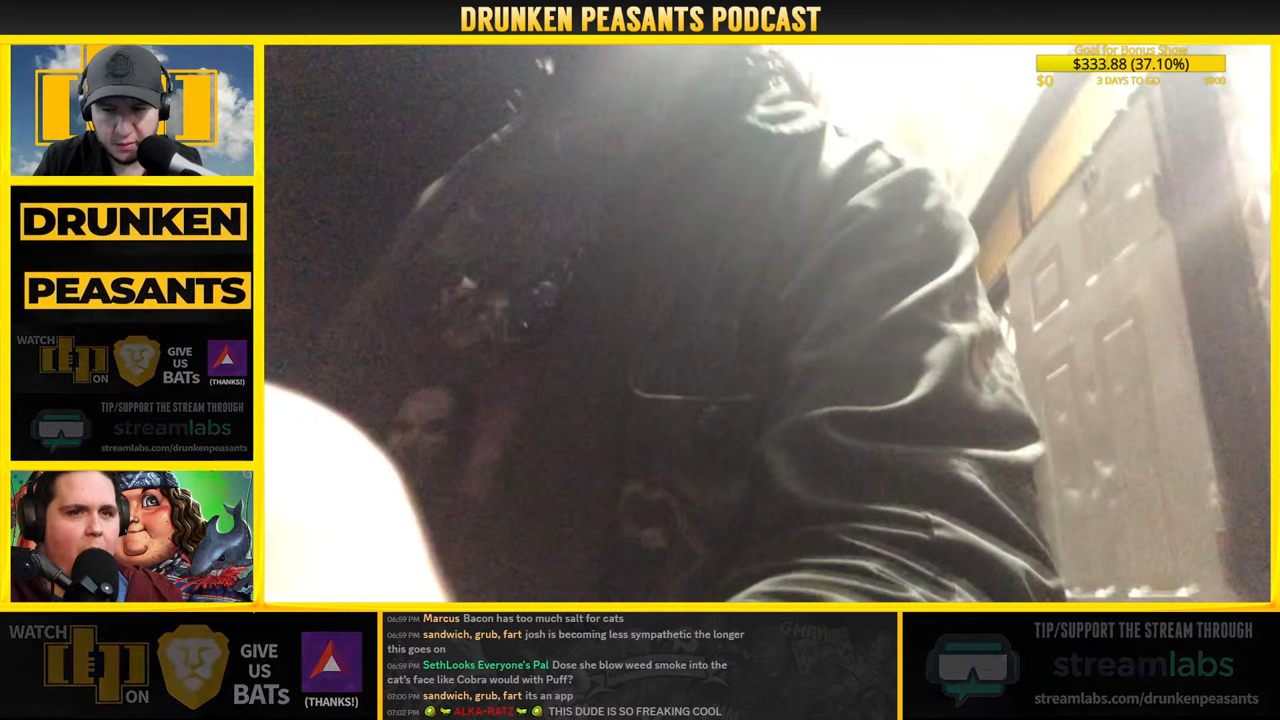 DRUNKEN PEASANTS PODCAST
Goal for Bonus Show
$333.88 (37.10%)
$0
3 DAYS TO GO
$900
DRUNKEN
PEASANTS
WATCH
ON
GIVE
US
BATs
(THANKS!)
TIP/SUPPORT THE STREAM THROUGH
streamlabs
streamlabs.com/drunkenpeasants
WATCH
ON
GIVE
US
BATs
(THANKS!)
06:59 PM Marcus Bacon has too much salt for cats
06:59 PM sandwich, grub, fart josh is becoming less sympathetic the longer
this goes on
06:59 PM SethLooks Everyone's Pal Dose she blow weed smoke into the
cat's face like Cobra would with Puff?
07:00 PM sandwich, grub, fart its an app
07:02 PM ALKA-RATZ THIS DUDE IS SO FREAKING COOL
TIP/SUPPORT THE STREAM THROUGH
streamlabs
streamlabs.com/drunkenpeasants